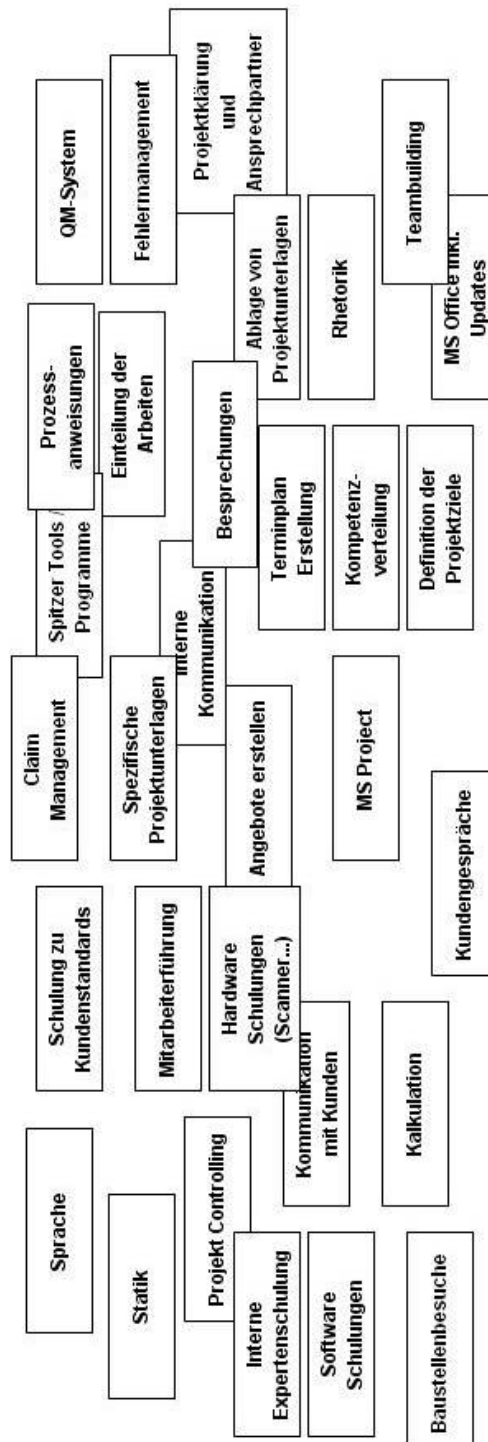 Sprache
Schulung zu
Kundenstandards
Claim
Management
Spitzer Tools /
Programme
Prozess-
anweisungen
QM-System
Statik
Mitarbeiterführung
Spezifische
Projektunterlagen
Einteilung der
Arbeiten
Fehlermanagement
Projekt Controlling
Hardware
Schulungen
(Scanner...)
Interne
Kommunikation
Besprechungen
Projektklärung
und
Ansprechpartner
Interne
Expertenschulung
Kommunikation
mit Kunden
Angebote erstellen
Terminplan
Erstellung
Ablage von
Projektunterlagen
Software
Schulungen
MS Project
Kompetenz-
verteilung
Rhetorik
Baustellenbesuche
Kalkulation
Kundengespräche
Definition der
Projektziele
Teambuilding
MS Office inkl.
Updates